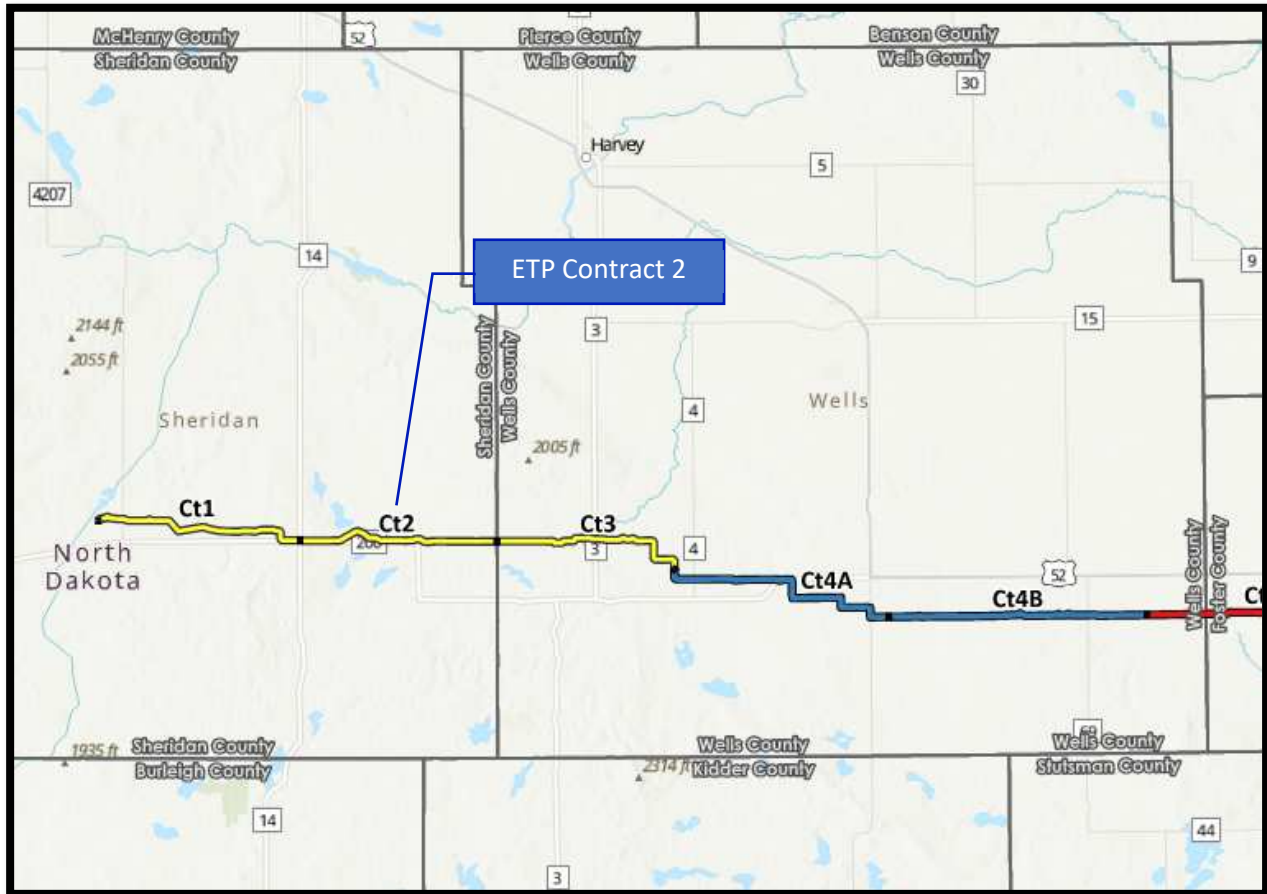 McHenry County
Sheridan County
52
Pierce County
Wells County
Benson County
Wells County
30
Harvey
5
4207
14
ETP Contract 2
9
2144 ft
2055 ft
3
15
Sheridan County
Wells County
Sheridan
4
Wells
2005 ft
Ct1
Ct2
Ct3
200
3
4
North
Dakota
Ct4A
52
Ct4B
Ct
Wells County
Foster County
1935 ft
Sheridan County
Burleigh County
Wells County
Kidder County
2314 ft
Wells County
Stutsman County
14
44
3